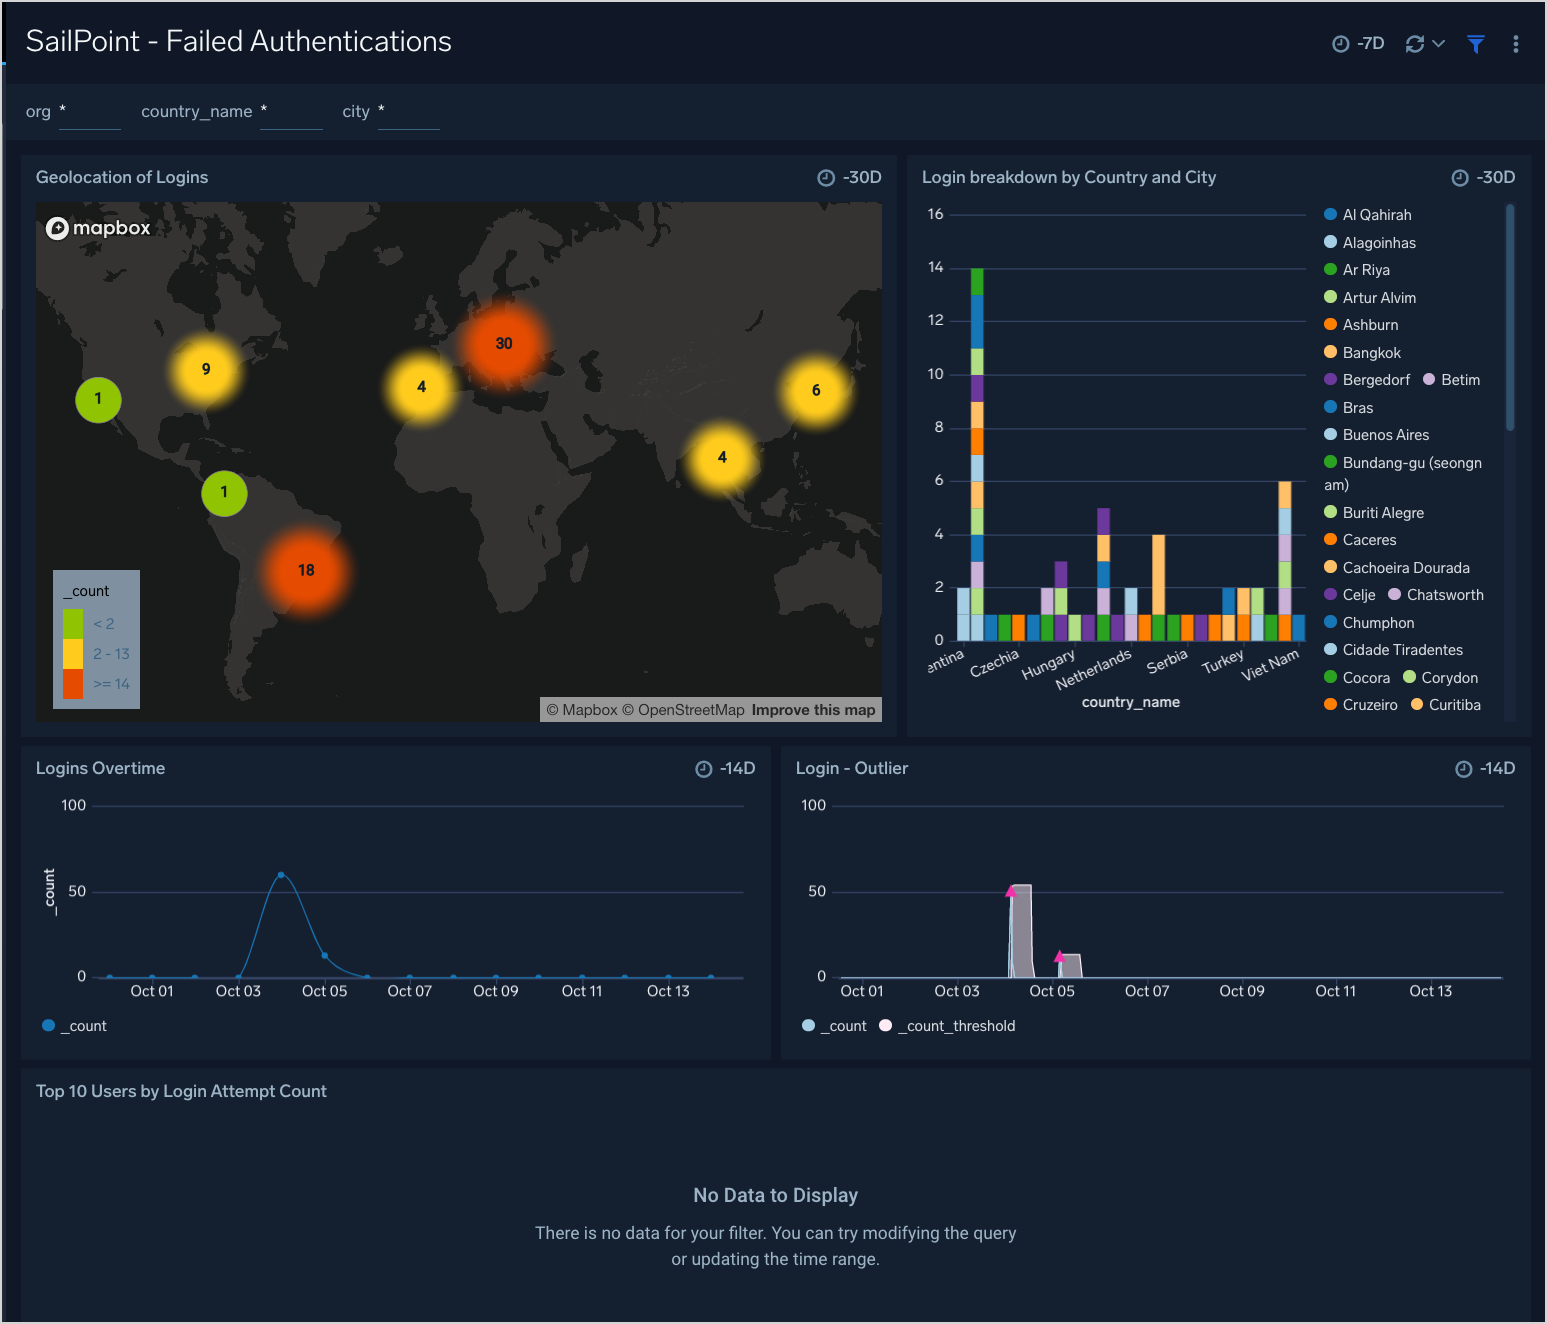 SailPoint - Failed Authentications
-7D
org *
country_name *
city *
Geolocation of Logins
-30D
mapbox
1
9
4
30
6
4
1
18
_count
< 2
2 - 13
>= 14
© Mapbox © OpenStreetMap Improve this map
Login breakdown by Country and City
-30D
16
14
12
10
8
6
4
2
0
entina
Czechia
Hungary
Netherlands
Serbia
Turkey
Viet Nam
country_name
Al Qahirah
Alagoinhas
Ar Riya
Artur Alvim
Ashburn
Bangkok
Bergedorf Betim
Bras
Buenos Aires
Bundang-gu (seongn
am)
Buriti Alegre
Caceres
Cachoeira Dourada
Celje Chatsworth
Chumphon
Cidade Tiradentes
Cocora Corydon
Cruzeiro Curitiba
Logins Overtime
-14D
100
50
0
_count
Oct 01 Oct 03 Oct 05 Oct 07 Oct 09 Oct 11 Oct 13
_count
Login - Outlier
-14D
100
50
0
Oct 01 Oct 03 Oct 05 Oct 07 Oct 09 Oct 11 Oct 13
_count _count_threshold
Top 10 Users by Login Attempt Count
No Data to Display
There is no data for your filter. You can try modifying the query
or updating the time range.